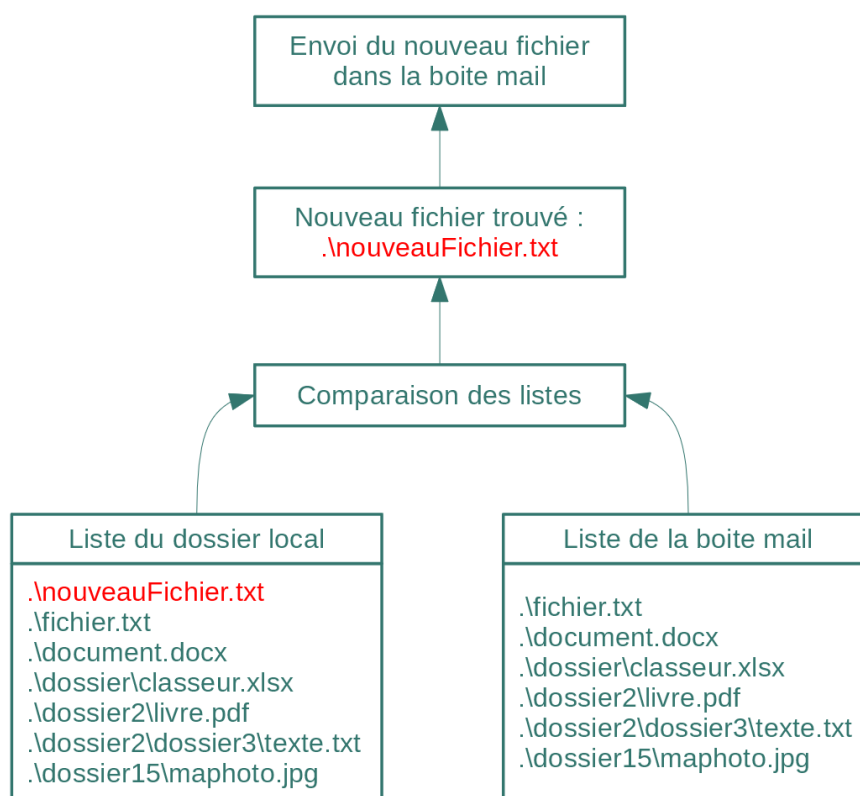 Envoi du nouveau fichier
dans la boite mail
Nouveau fichier trouvé :
.\nouveauFichier.txt
Comparaison des listes
Liste du dossier local
.\nouveauFichier.txt
.\fichier.txt
.\document.docx
.\dossier\classeur.xlsx
.\dossier2\livre.pdf
.\dossier2\dossier3\texte.txt
.\dossier15\maphoto.jpg
Liste de la boite mail
.\fichier.txt
.\document.docx
.\dossier\classeur.xlsx
.\dossier2\livre.pdf
.\dossier2\dossier3\texte.txt
.\dossier15\maphoto.jpg